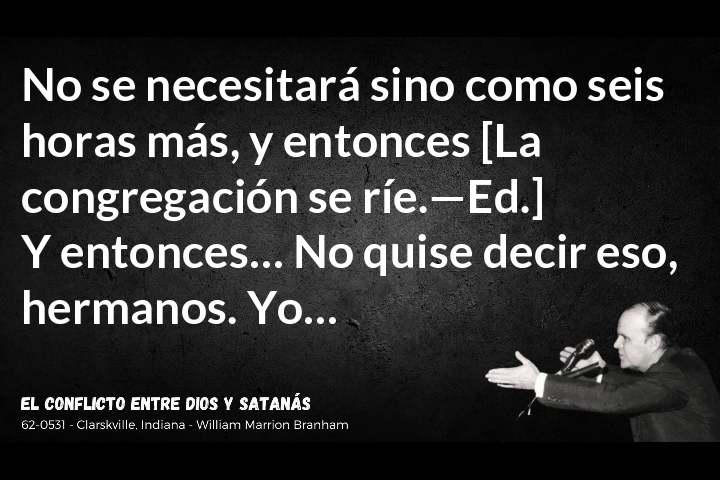 No se necesitará sino como seis
horas más, y entonces [La
congregación se ríe.—Ed.]
Y entonces... No quise decir eso,
hermanos. Yo...
EL CONFLICTO ENTRE DIOS Y SATANÁS
62-0531 - Clarskville, Indiana - William Marrion Branham